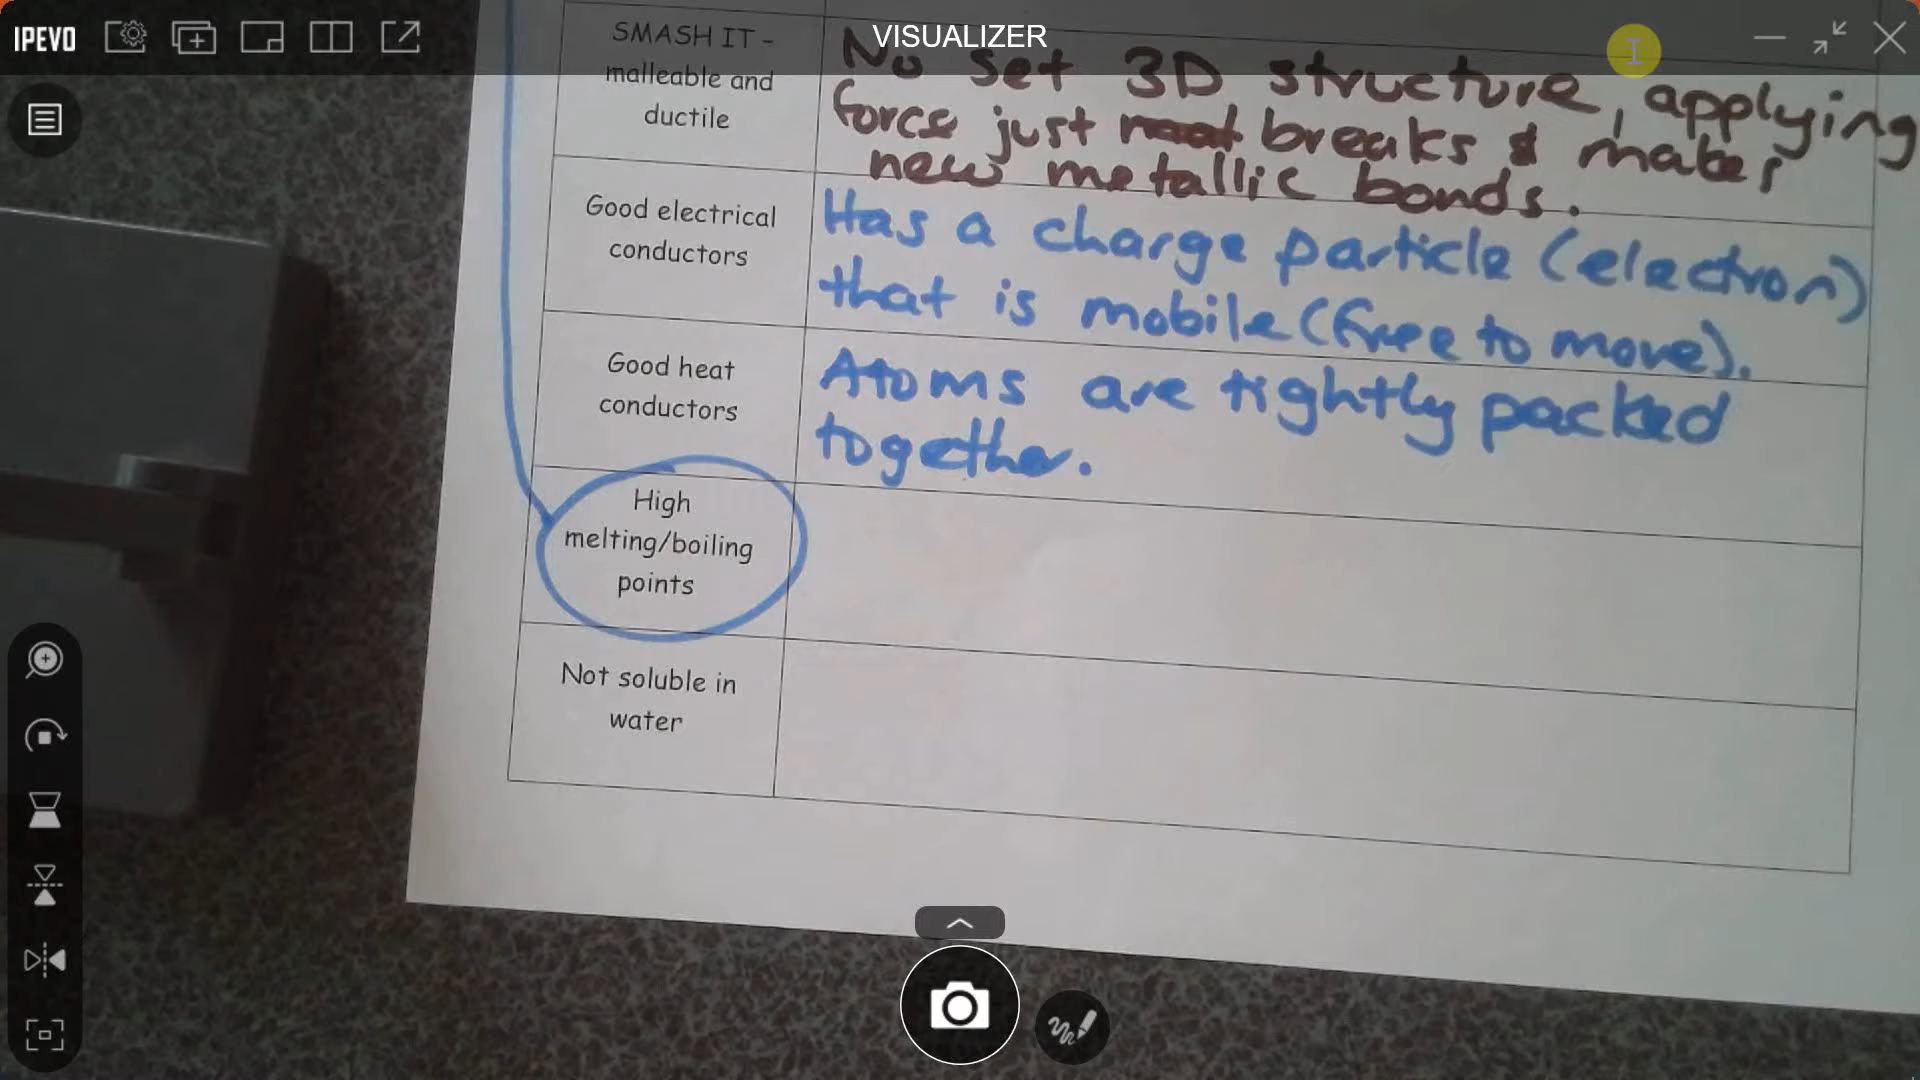 IPEVO
VISUALIZER
SMASH IT -
malleable and
ductile
No set 3D structure, applying
force just breaks & makes
new metallic bonds.
Good electrical
conductors
Has a charge particle (electron)
that is mobile (free to move).
Good heat
conductors
Atoms are tightly packed
together.
High
melting/boiling
points
Not soluble in
water